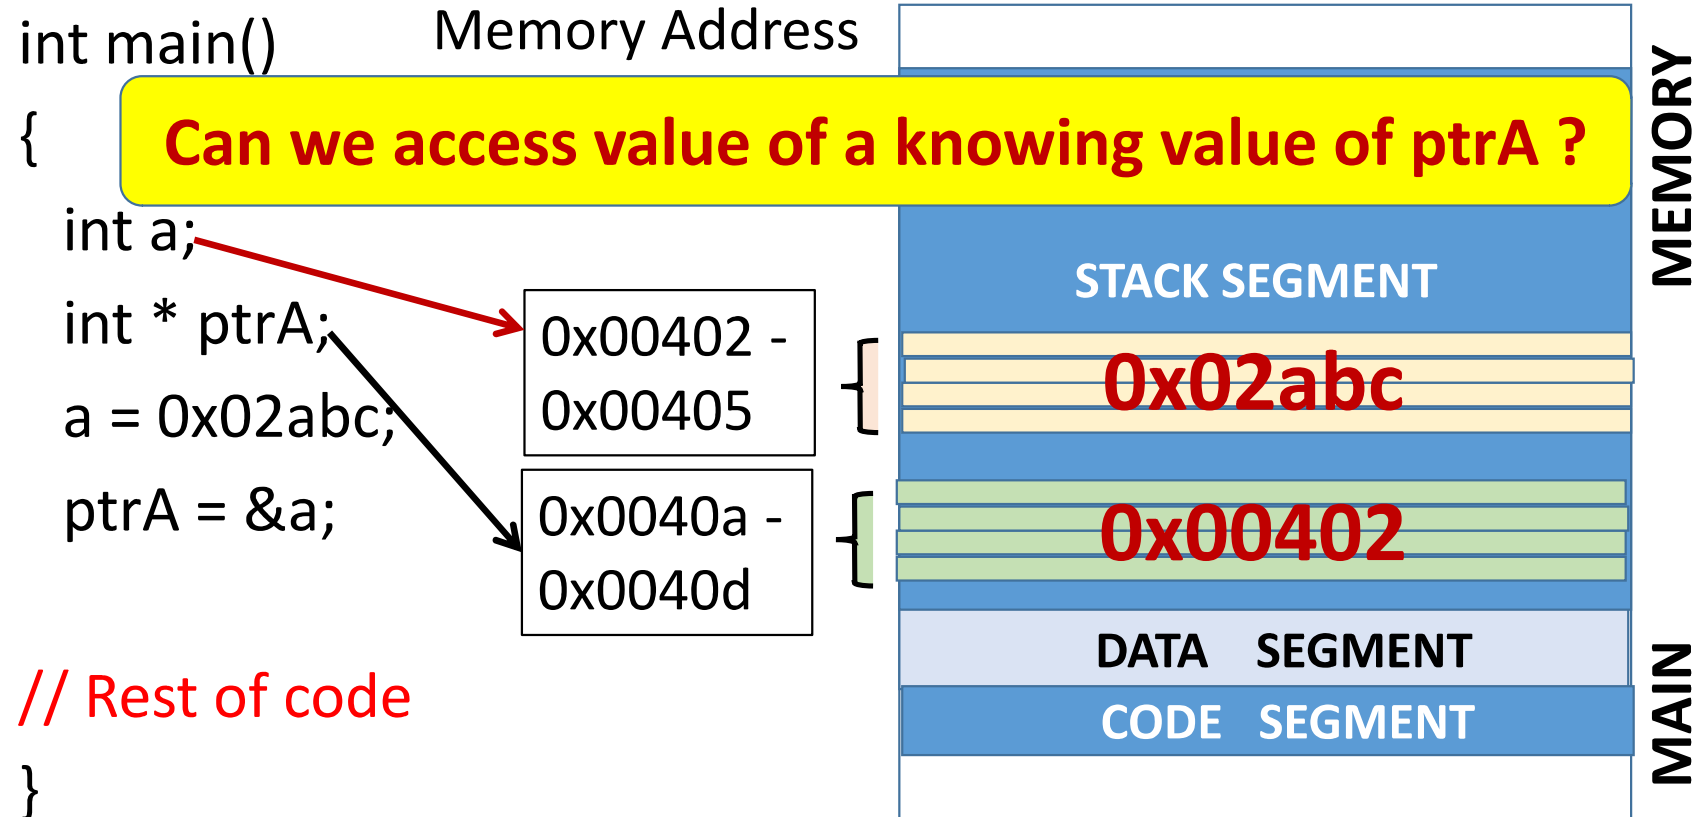 int main()
Memory Address
{
Can we access value of a knowing value of ptrA ?
int a;
int * ptrA;
a = 0x02abc;
ptrA = &a;
// Rest of code
}
0x00402 -
0x00405
0x0040a -
0x0040d
STACK SEGMENT
0x02abc
0x00402
DATA SEGMENT
CODE SEGMENT
MAIN MEMORY